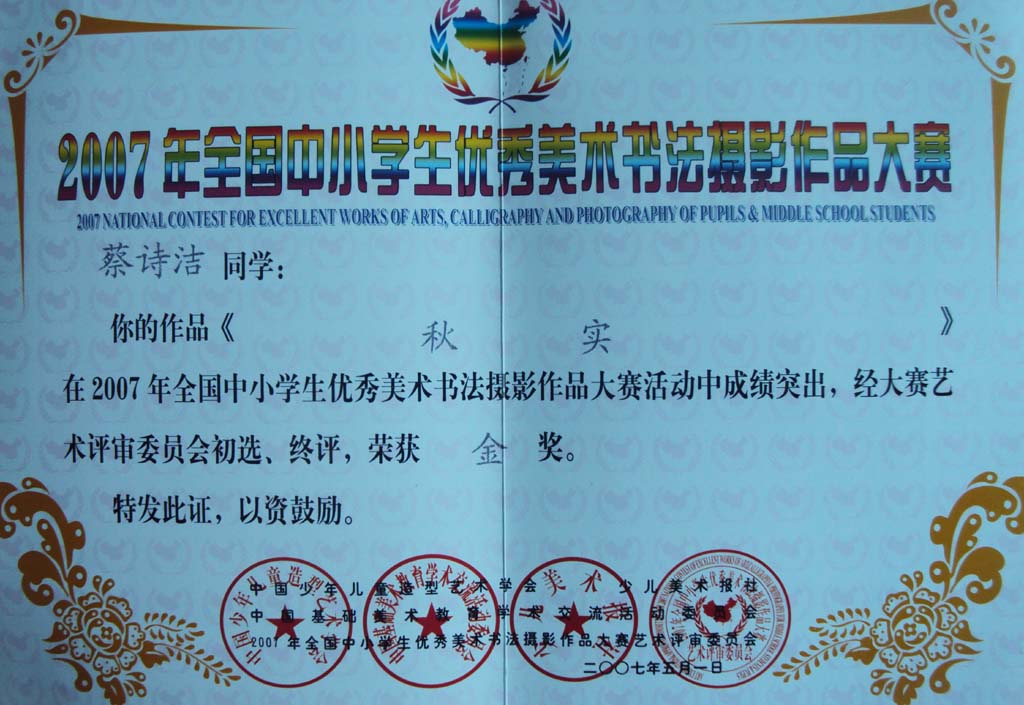 2007年全国中小学生优秀美术书法摄影作品大赛
2007 NATIONAL CONTEST FOR EXCELLENT WORKS OF ARTS, CALLIGRAPHY AND PHOTOGRAPHY OF PUPILS & MIDDLE SCHOOL STUDENTS
蔡诗洁 同学：
你的作品《 秋 实 》
在2007年全国中小学生优秀美术书法摄影作品大赛活动中成绩突出，经大赛艺
术评审委员会初选、终评，荣获 金 奖。
特发此证，以资鼓励。
中国少年儿童造型艺术学会 少儿美术报社
中国基础美术教育学术交流活动委员会
2007年全国中小学生优秀美术书法摄影作品大赛艺术评审委员会
二〇〇七年五月一日